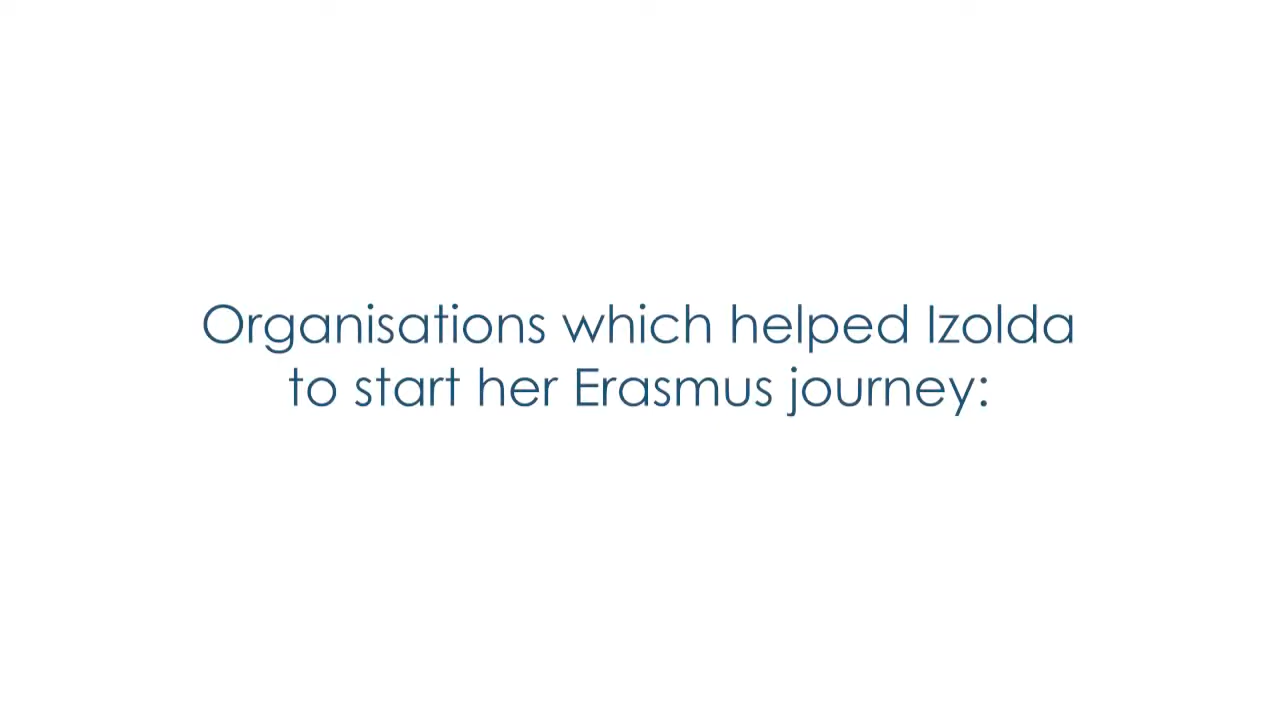 Organisations which helped Izolda
to start her Erasmus journey: